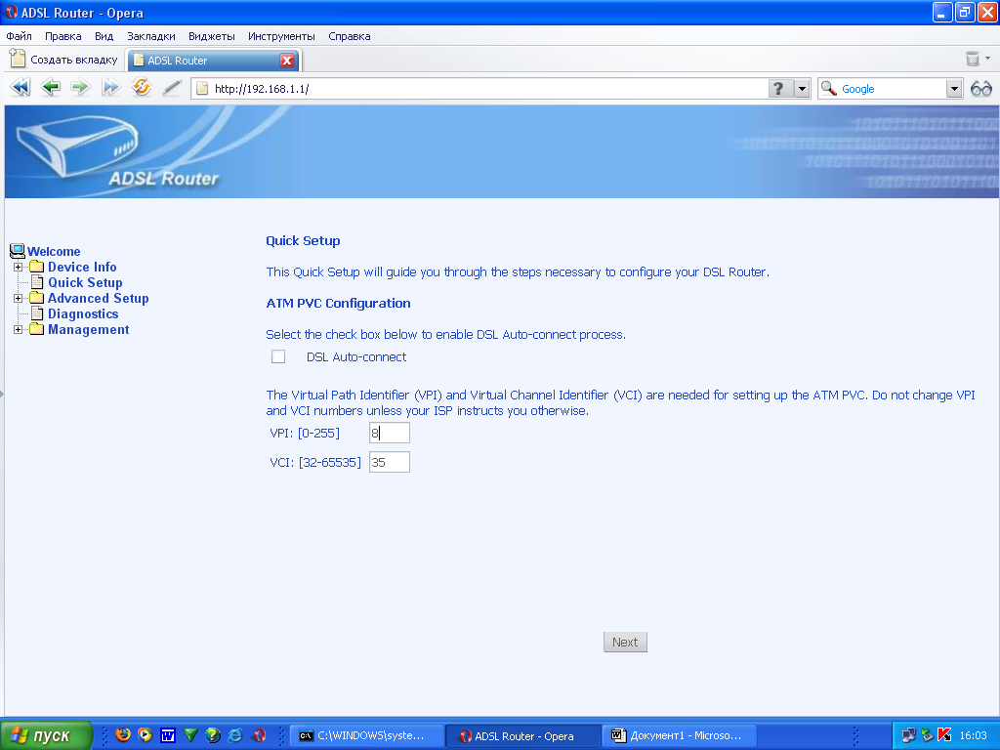 ADSL Router - Opera
Файл Правка Вид Закладки Виджеты Инструменты Справка
Создать вкладку ADSL Router
http://192.168.1.1/ ? Google
ADSL Router
Welcome
Device Info
Quick Setup
Advanced Setup
Diagnostics
Management
Quick Setup
This Quick Setup will guide you through the steps necessary to configure your DSL Router.
ATM PVC Configuration
Select the check box below to enable DSL Auto-connect process.
DSL Auto-connect
The Virtual Path Identifier (VPI) and Virtual Channel Identifier (VCI) are needed for setting up the ATM PVC. Do not change VPI
and VCI numbers unless your ISP instructs you otherwise.
VPI: [0-255] 8
VCI: [32-65535] 35
Next
пуск C:\WINDOWS\syste... ADSL Router - Opera Документ1 - Microso... 16:03